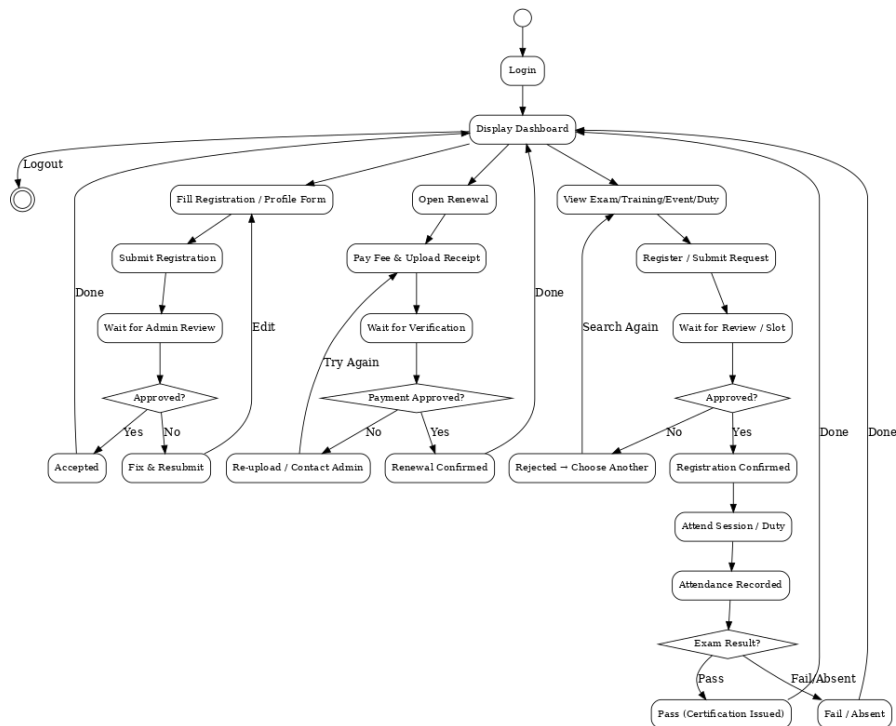 Login
Display Dashboard
Logout
Fill Registration / Profile Form
Open Renewal
View Exam/Training/Event/Duty
Submit Registration
Pay Fee & Upload Receipt
Register / Submit Request
Done
Edit
Done
Wait for Admin Review
Wait for Verification
Search Again
Wait for Review / Slot
Try Again
Approved?
Payment Approved?
Approved?
Yes
No
No
Yes
No
Yes
Done
Done
Accepted
Fix & Resubmit
Re-upload / Contact Admin
Renewal Confirmed
Rejected → Choose Another
Registration Confirmed
Attend Session / Duty
Attendance Recorded
Exam Result?
Pass
Fail/Absent
Pass (Certification Issued)
Fail / Absent